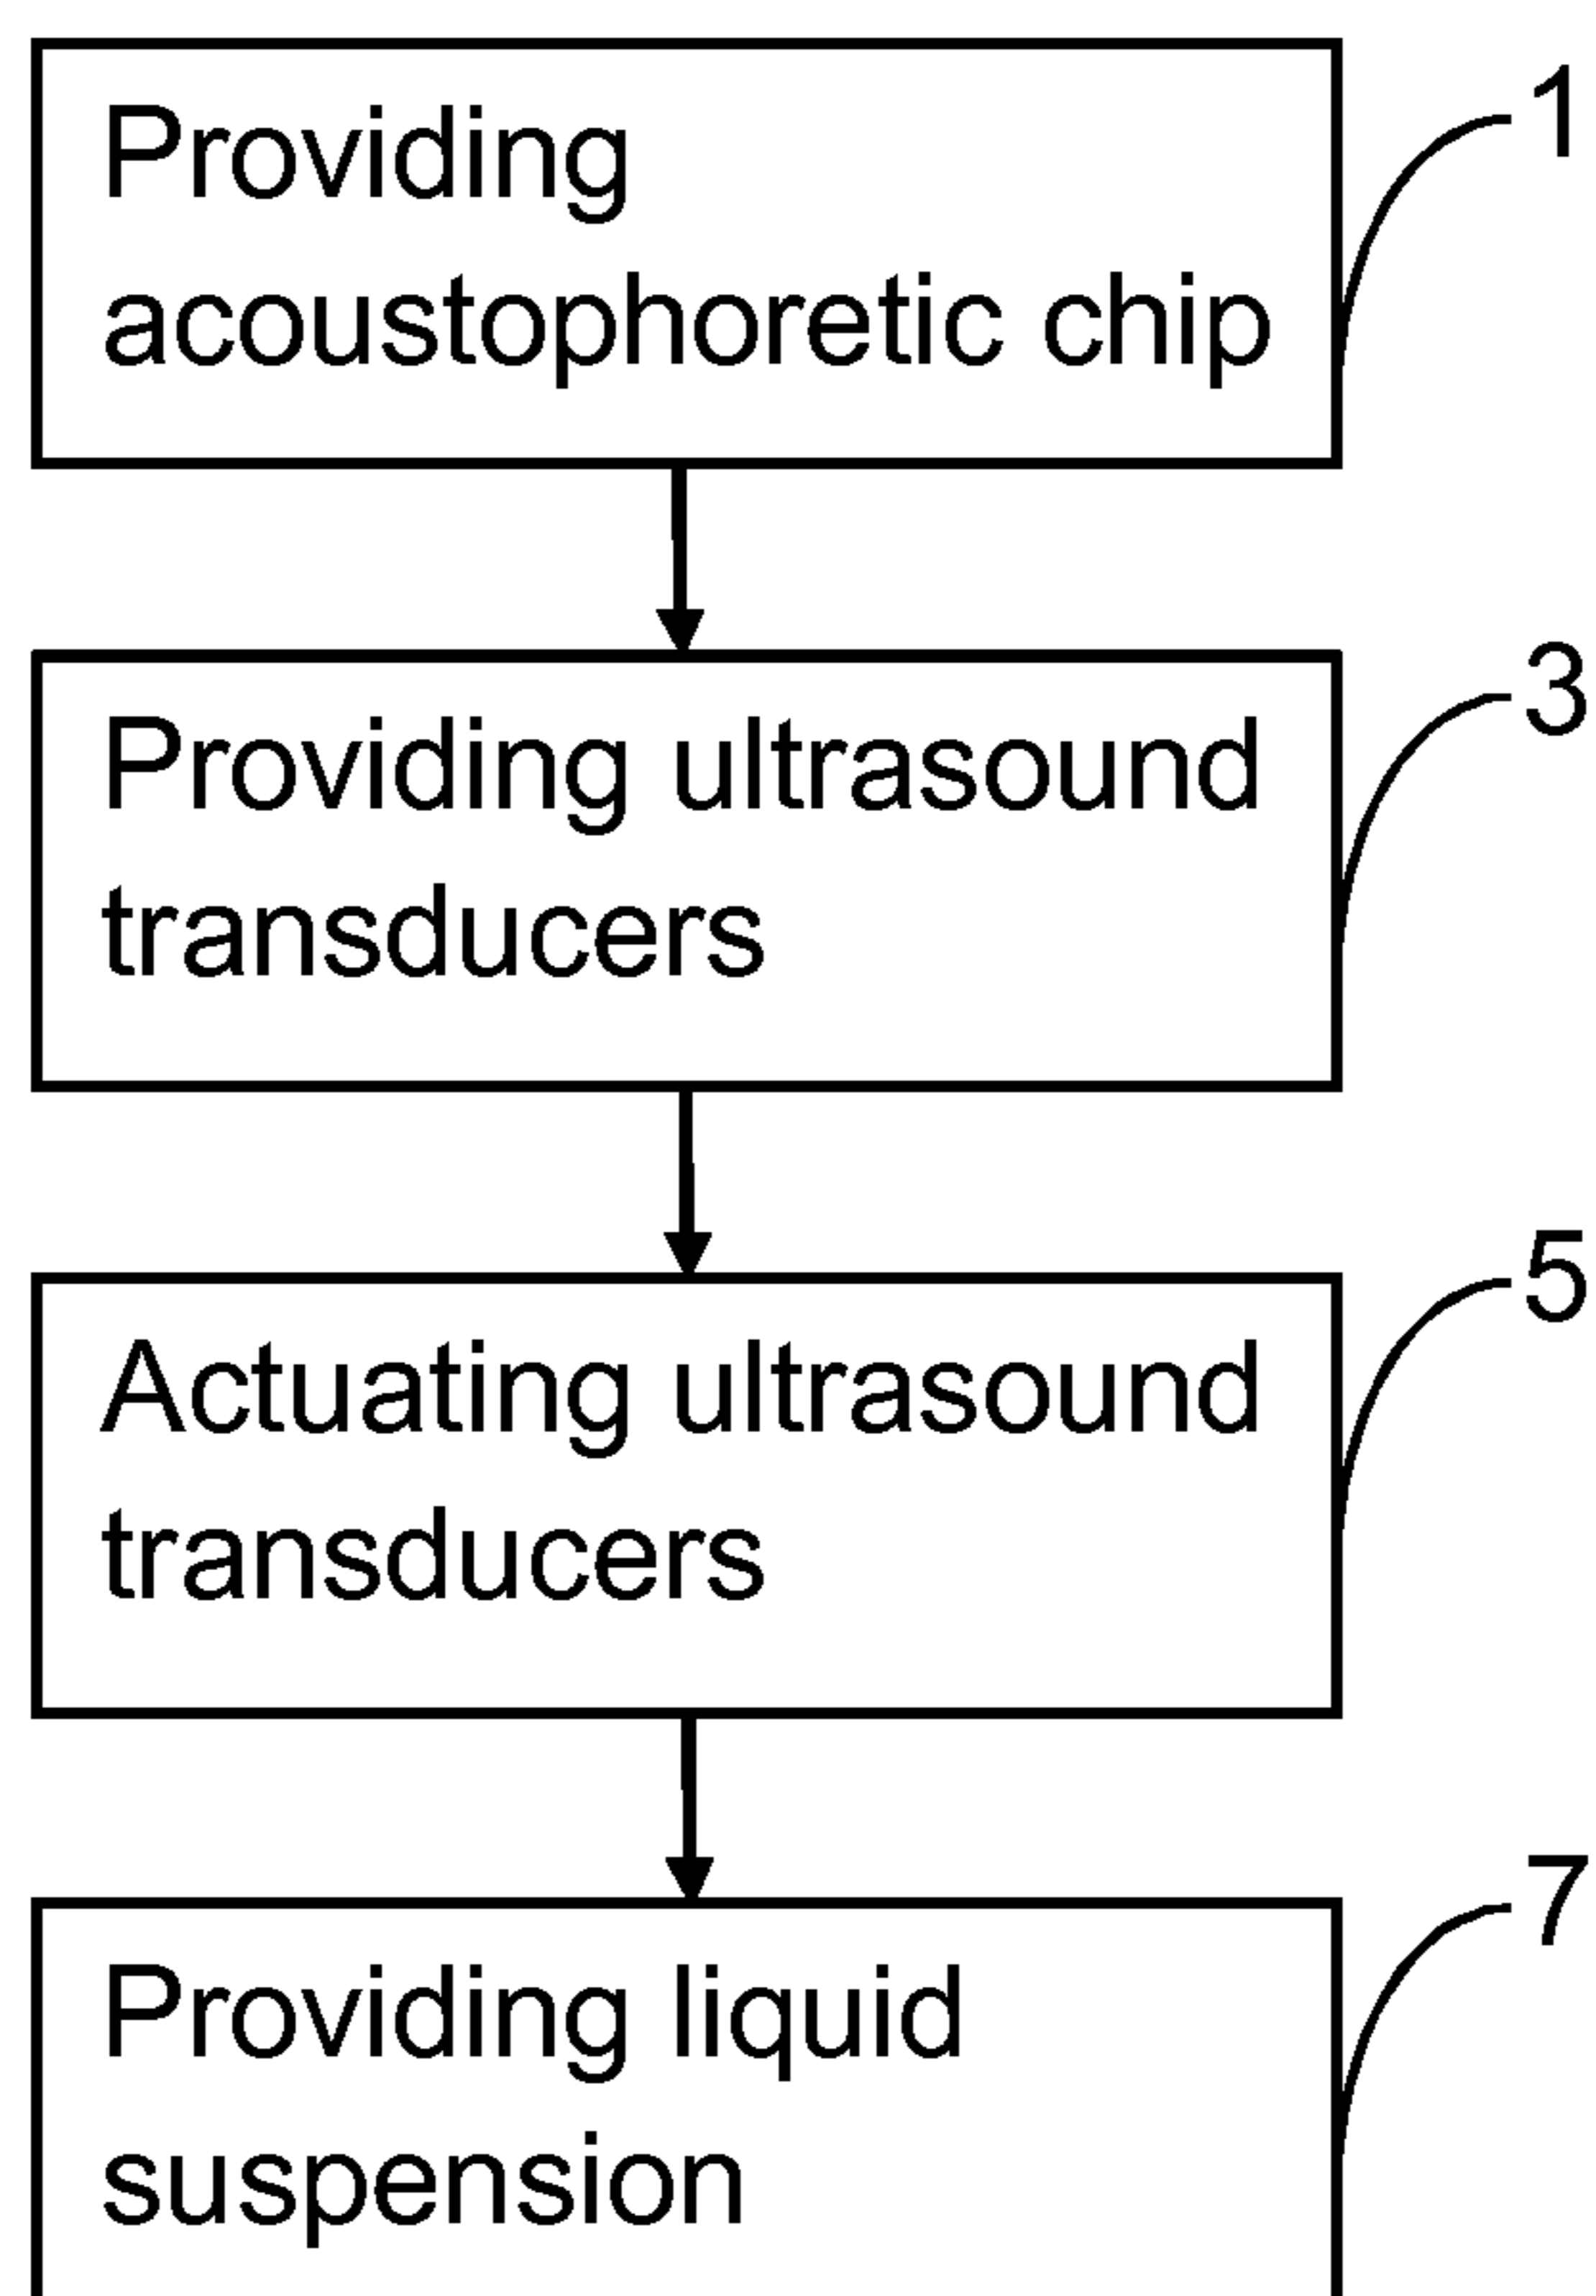 Providing
acoustophoretic chip
1
Providing ultrasound
transducers
3
Actuating ultrasound
transducers
5
Providing liquid
suspension
7